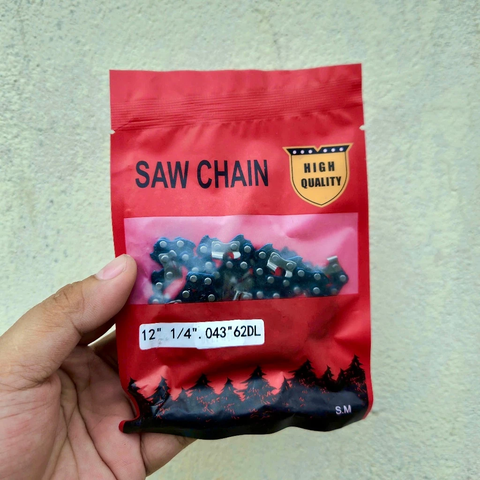 SAW CHAIN
HIGH
QUALITY
12" 1/4".043"62DL
S.M